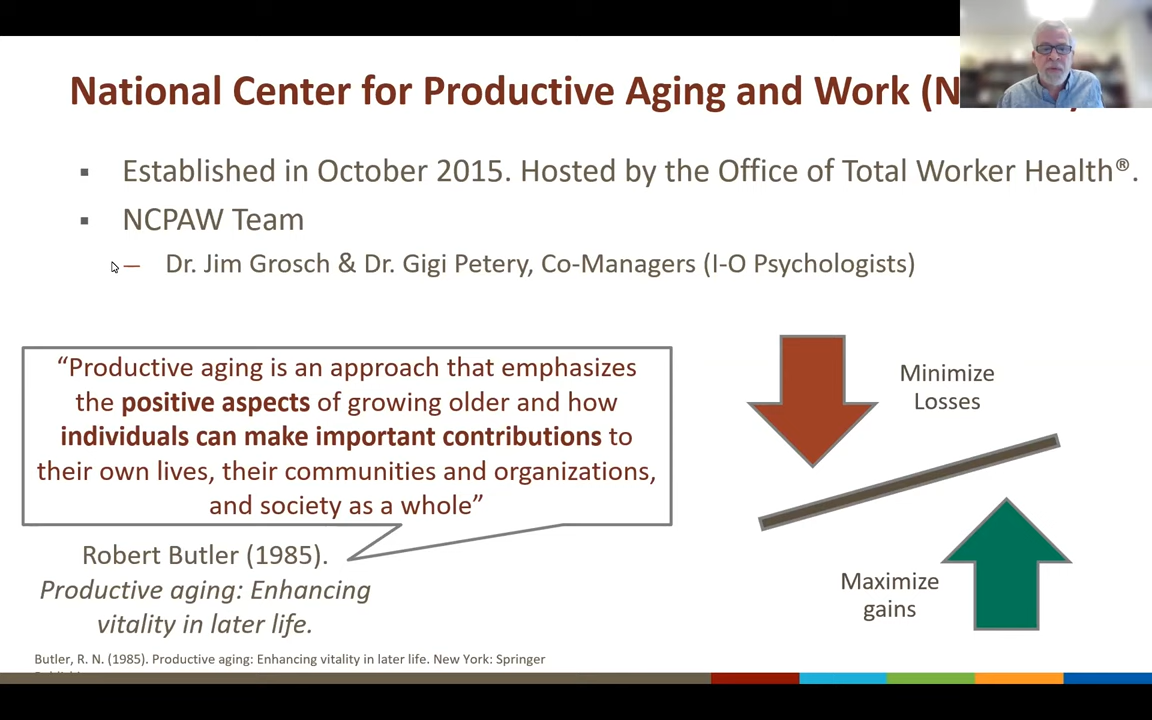 National Center for Productive Aging and Work (N
▪ Established in October 2015. Hosted by the Office of Total Worker Health®.
▪ NCPAW Team
— Dr. Jim Grosch & Dr. Gigi Petery, Co-Managers (I-O Psychologists)
“Productive aging is an approach that emphasizes
the positive aspects of growing older and how
individuals can make important contributions to
their own lives, their communities and organizations,
and society as a whole”
Robert Butler (1985).
Productive aging: Enhancing
vitality in later life.
Minimize
Losses
Maximize
gains
Butler, R. N. (1985). Productive aging: Enhancing vitality in later life. New York: Springer